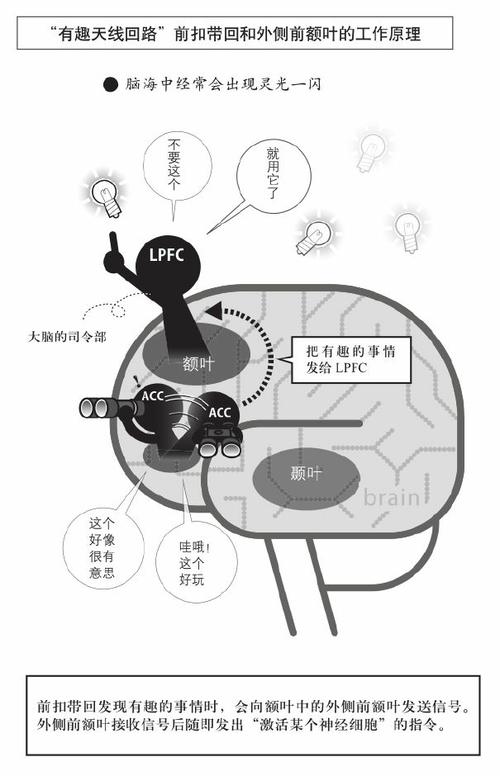 “有趣天线回路”前扣带回和外侧前额叶的工作原理
●脑海中经常会出现灵光一闪
不要这个
就用它了
LPFC
大脑的司令部
额叶
把有趣的事情
发给 LPFC
ACC
ACC
颞叶
brain
这个
好像
很有
意思
哇哦!
这个
好玩
前扣带回发现有趣的事情时，会向额叶中的外侧前额叶发送信号。
外侧前额叶接收信号后随即发出“激活某个神经细胞”的指令。